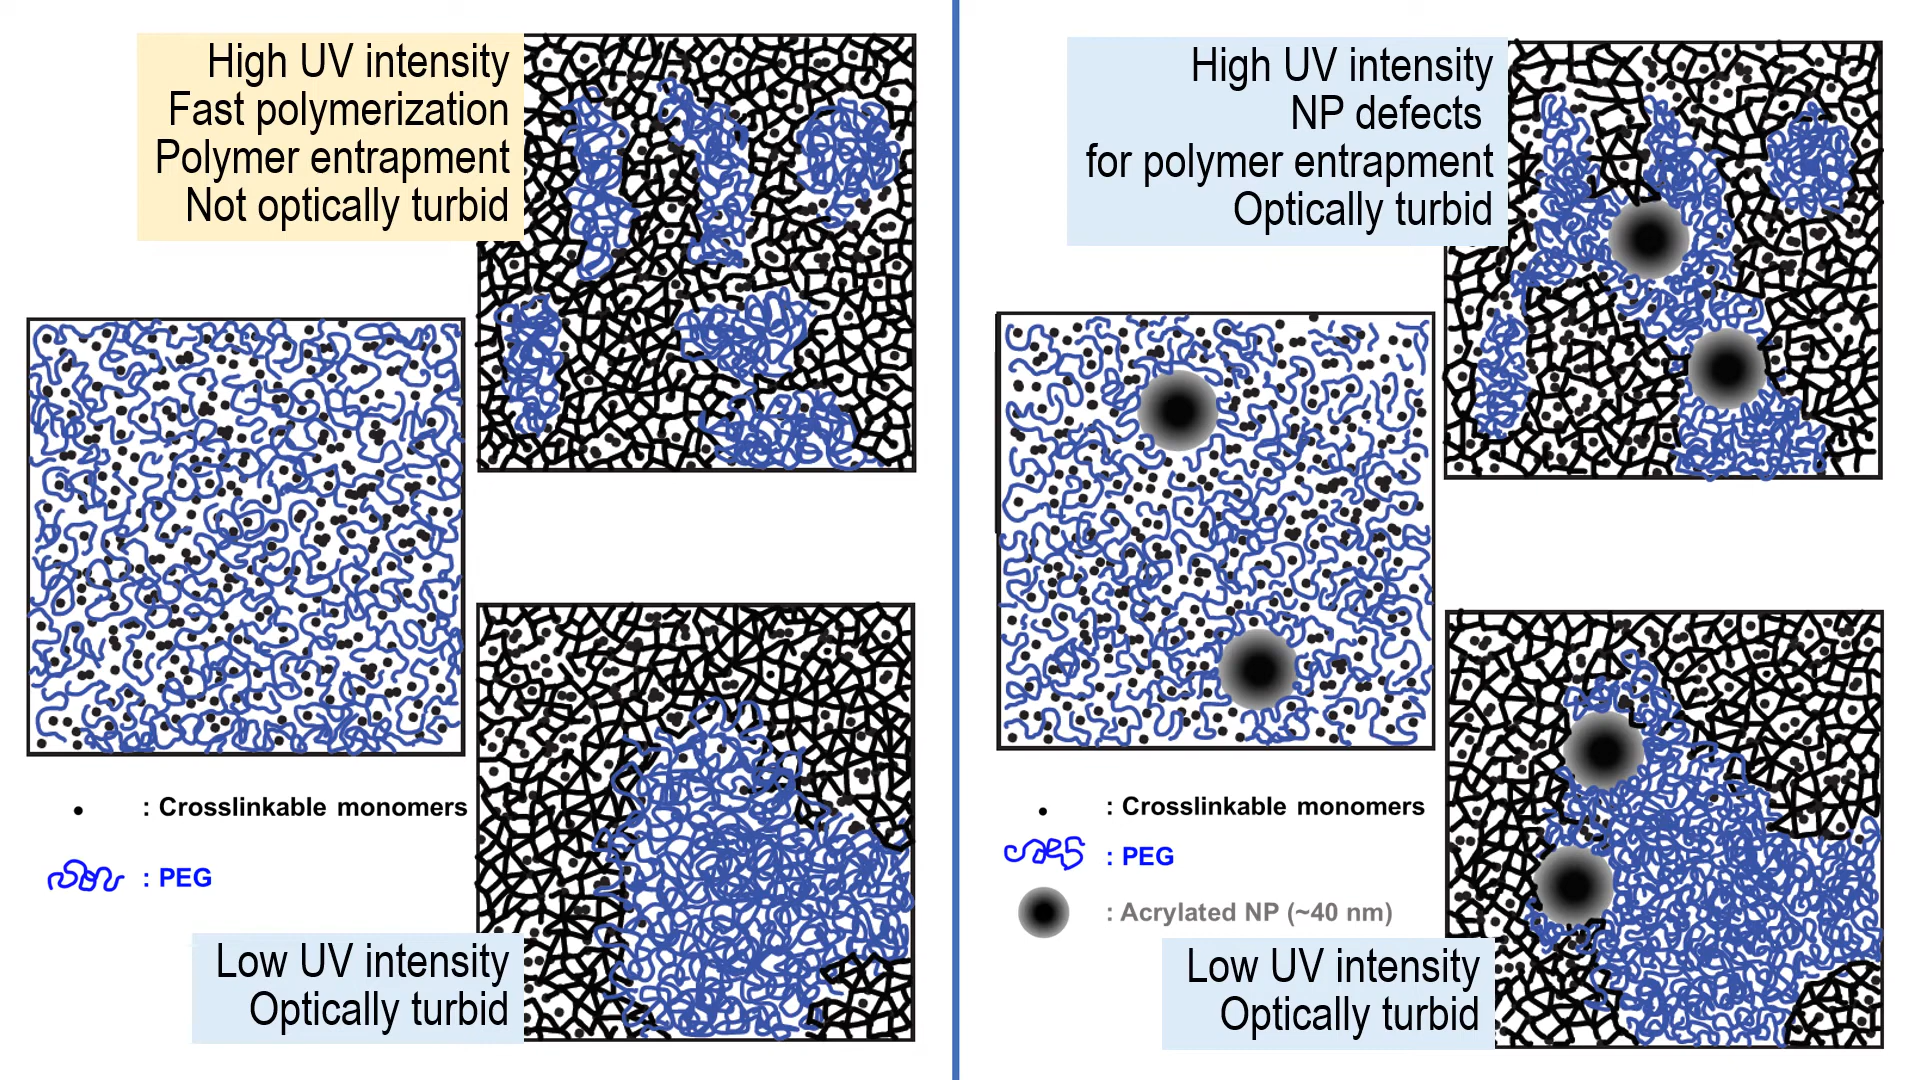 High UV intensity
Fast polymerization
Polymer entrapment
Not optically turbid
: Crosslinkable monomers
: PEG
Low UV intensity
Optically turbid
High UV intensity
NP defects
for polymer entrapment
Optically turbid
: Crosslinkable monomers
: PEG
: Acrylated NP (~40 nm)
Low UV intensity
Optically turbid